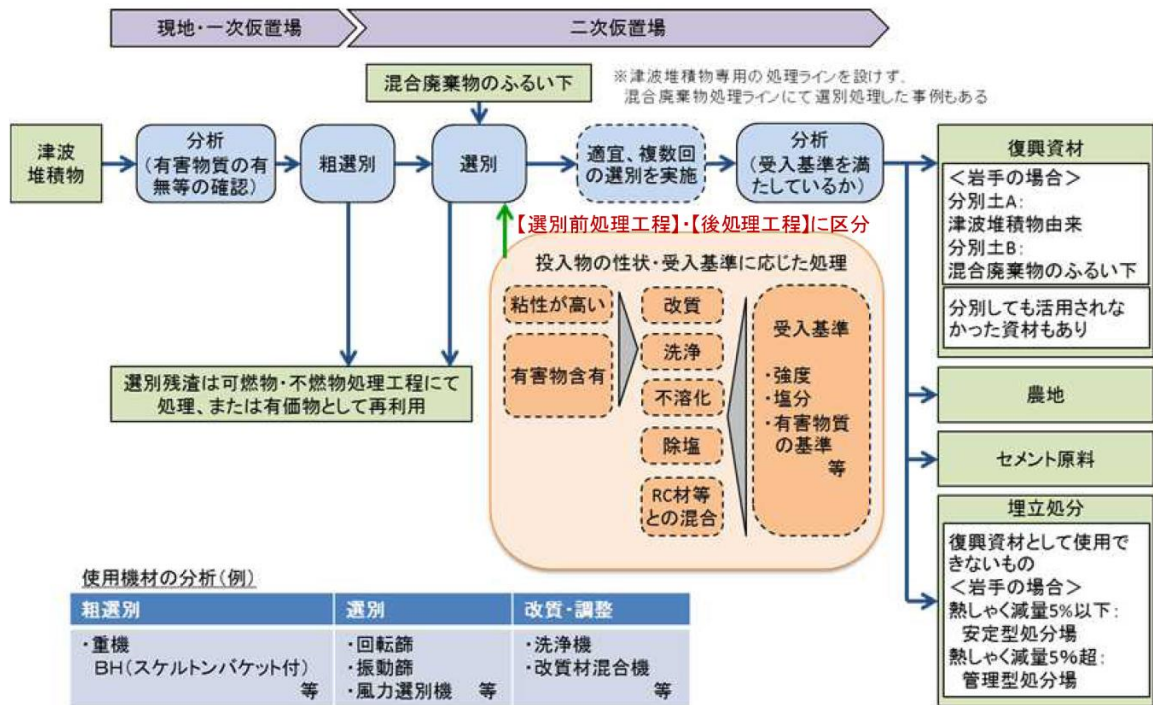 現地・一次仮置場
二次仮置場
混合廃棄物のふるい下
※津波堆積物専用の処理ラインを設けず、
混合廃棄物処理ラインにて選別処理した事例もある
津波
堆積物
分析
(有害物質の有
無等の確認)
粗選別
選別
適宜、複数回
の選別を実施
分析
(受入基準を満
たしているか)
復興資材
<岩手の場合>
分別土A:
津波堆積物由来
分別土B:
混合廃棄物のふるい下
分別しても活用されな
かった資材もあり
【選別前処理工程】・【後処理工程】に区分
投入物の性状・受入基準に応じた処理
粘性が高い
有害物含有
改質
洗浄
不溶化
除塩
RC材等
との混合
受入基準
・強度
・塩分
・有害物質
の基準
等
選別残渣は可燃物・不燃物処理工程にて
処理、または有価物として再利用
農地
セメント原料
埋立処分
復興資材として使用で
きないもの
<岩手の場合>
熱しゃく減量5%以下:
安定型処分場
熱しゃく減量5%超:
管理型処分場
使用機材の分析(例)
粗選別
選別
改質・調整
・重機
BH(スケルトンバケット付)
等
・回転篩
・振動篩
・風力選別機 等
・洗浄機
・改質材混合機
等